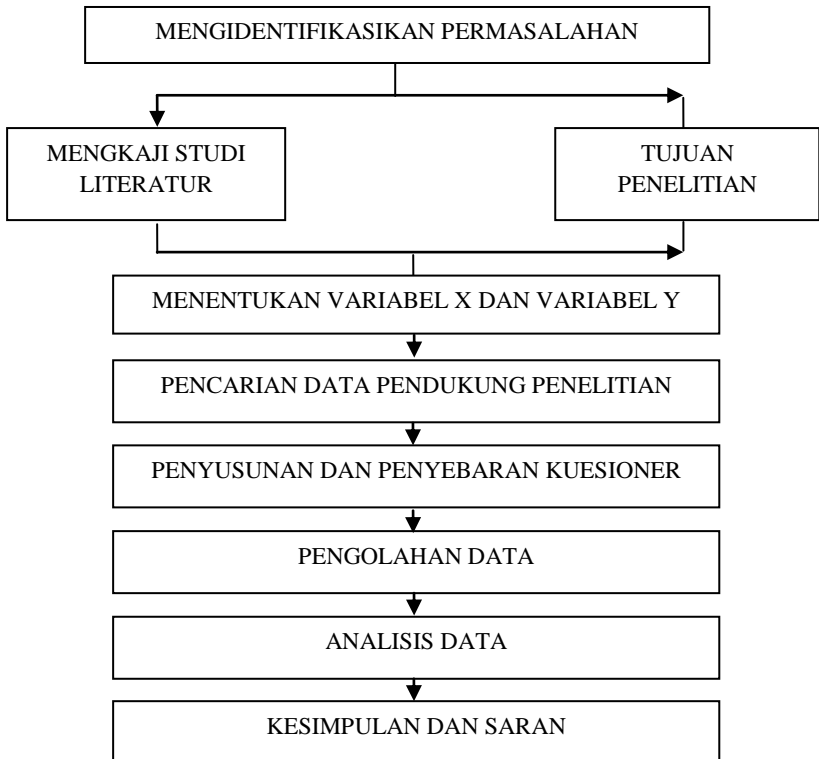 MENGIDENTIFIKASIKAN PERMASALAHAN
MENGKAJI STUDI
LITERATUR
TUJUAN
PENELITIAN
MENENTUKAN VARIABEL X DAN VARIABEL Y
PENCARIAN DATA PENDUKUNG PENELITIAN
PENYUSUNAN DAN PENYEBARAN KUESIONER
PENGOLAHAN DATA
ANALISIS DATA
KESIMPULAN DAN SARAN